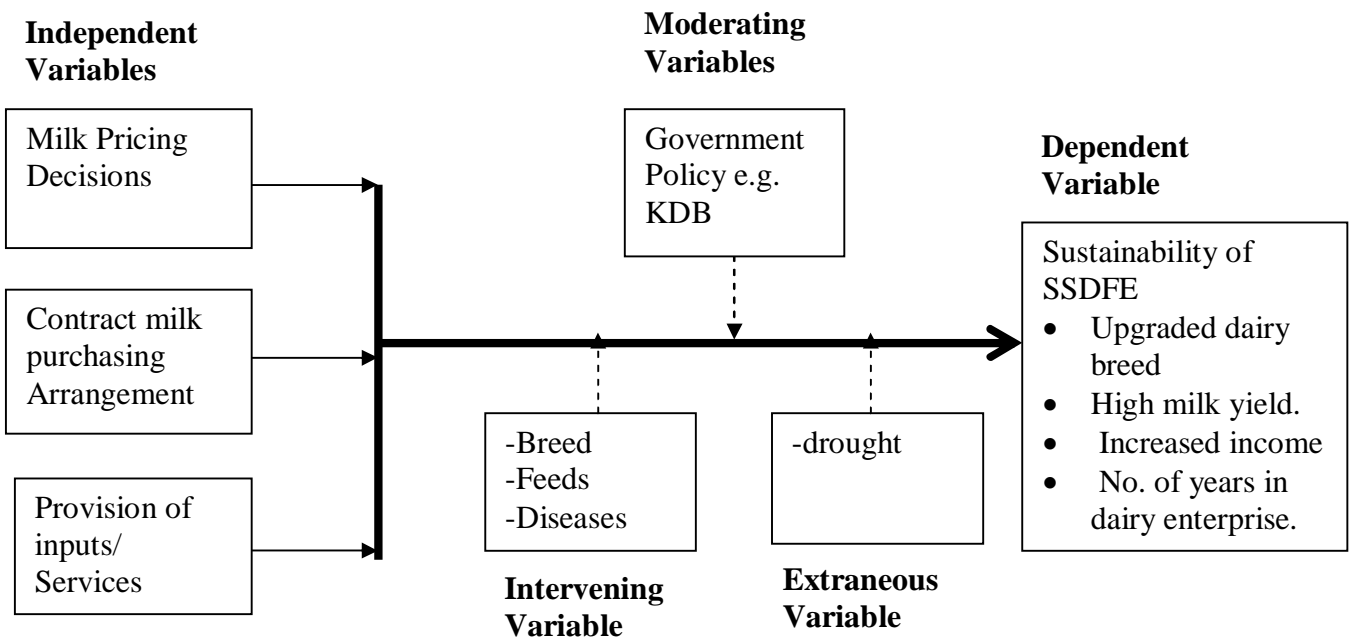 Independent
Variables
Milk Pricing
Decisions
Contract milk
purchasing
Arrangement
Provision of
inputs/
Services
Moderating
Variables
Government
Policy e.g.
KDB
-Breed
-Feeds
-Diseases
Intervening
Variable
-drought
Extraneous
Variable
Dependent
Variable
Sustainability of
SSDFE
• Upgraded dairy
breed
• High milk yield.
• Increased income
• No. of years in
dairy enterprise.